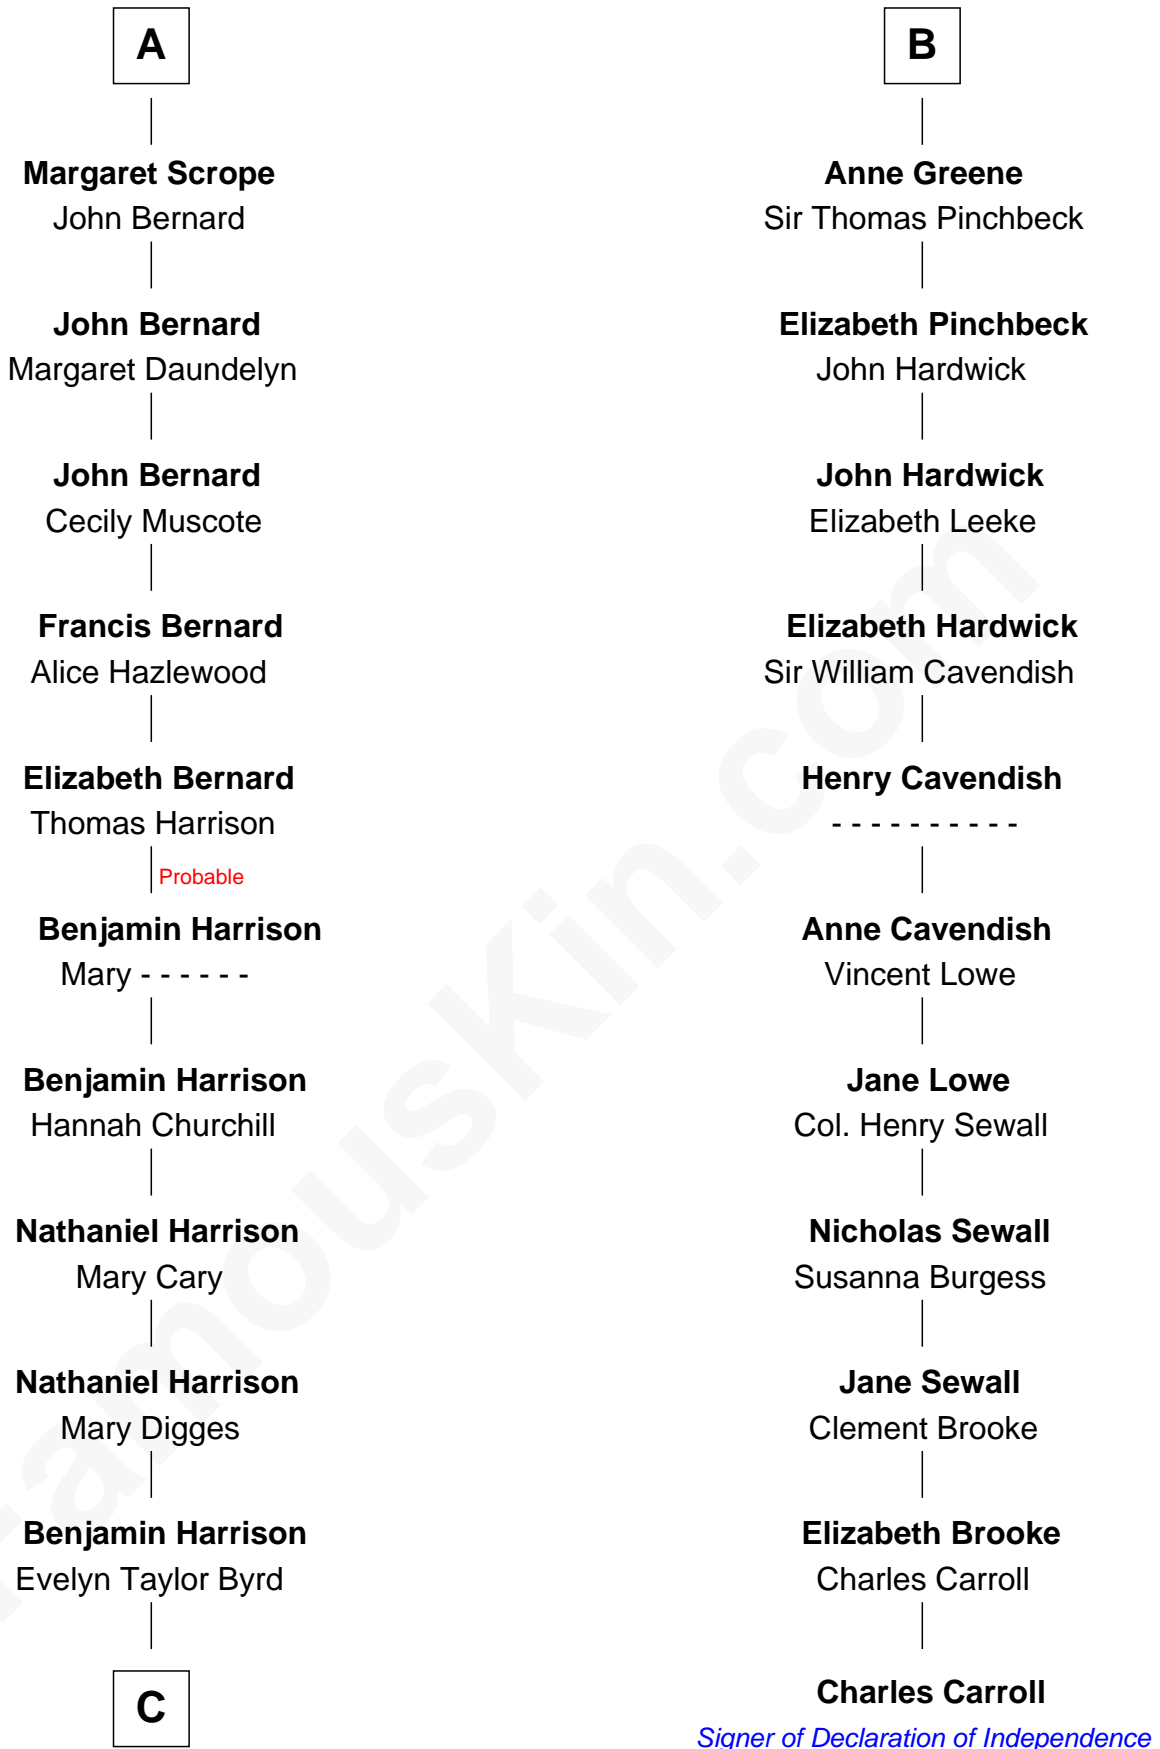 A
Margaret Scrope
John Bernard
John Bernard
Margaret Daundelyn
John Bernard
Cecily Muscote
Francis Bernard
Alice Hazlewood
Elizabeth Bernard
Thomas Harrison
Probable
Benjamin Harrison
Mary - - - - - -
Benjamin Harrison
Hannah Churchill
Nathaniel Harrison
Mary Cary
Nathaniel Harrison
Mary Digges
Benjamin Harrison
Evelyn Taylor Byrd
C
B
Anne Greene
Sir Thomas Pinchbeck
Elizabeth Pinchbeck
John Hardwick
John Hardwick
Elizabeth Leeke
Elizabeth Hardwick
Sir William Cavendish
Henry Cavendish
- - - - - - - - - -
Anne Cavendish
Vincent Lowe
Jane Lowe
Col. Henry Sewall
Nicholas Sewall
Susanna Burgess
Jane Sewall
Clement Brooke
Elizabeth Brooke
Charles Carroll
Charles Carroll
Signer of Declaration of Independence
FamousKin.com